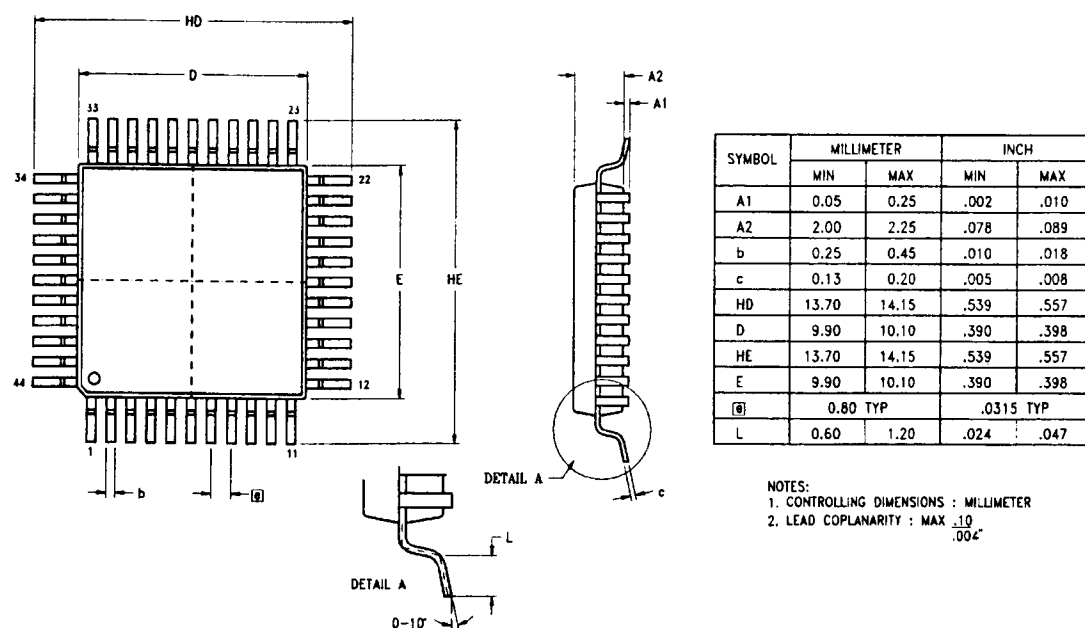 HD
D
33
23
34
22
E
HE
44
12
1
11
b
e
A2
A1
DETAIL A
c
L
DETAIL A
0-10°
SYMBOL MILLIMETER INCH
MIN MAX MIN MAX
A1 0.05 0.25 .002 .010
A2 2.00 2.25 .078 .089
b 0.25 0.45 .010 .018
c 0.13 0.20 .005 .008
HD 13.70 14.15 .539 .557
D 9.90 10.10 .390 .398
HE 13.70 14.15 .539 .557
E 9.90 10.10 .390 .398
e 0.80 TYP .0315 TYP
L 0.60 1.20 .024 .047
NOTES:
1. CONTROLLING DIMENSIONS : MILLIMETER
2. LEAD COPLANARITY : MAX .10
.004"